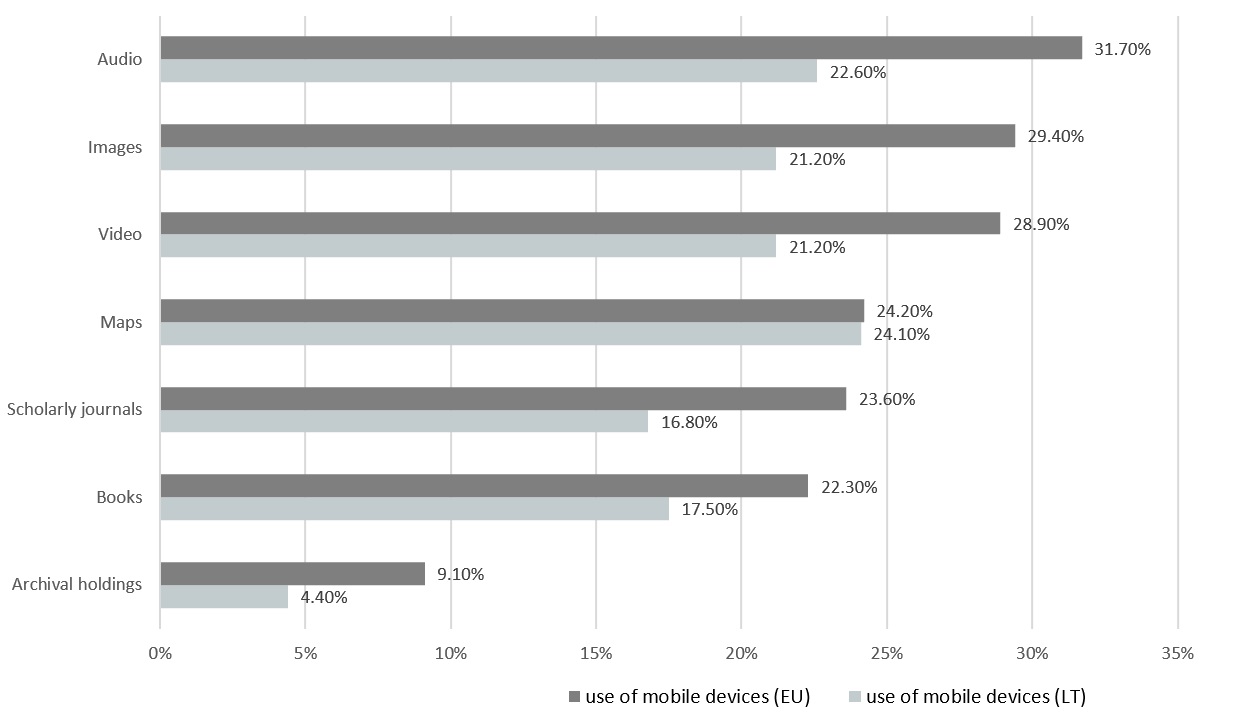 Audio
31.70%
22.60%
Images
29.40%
21.20%
Video
28.90%
21.20%
Maps
24.20%
24.10%
Scholarly journals
23.60%
16.80%
Books
22.30%
17.50%
Archival holdings
9.10%
4.40%
0% 5% 10% 15% 20% 25% 30% 35%
use of mobile devices (EU) use of mobile devices (LT)